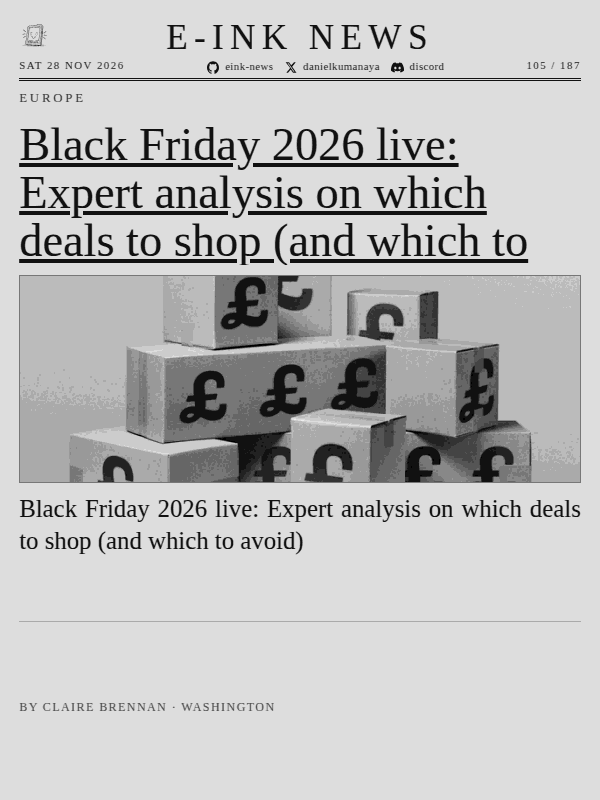 E-INK NEWS
SAT 28 NOV 2026
eink-news
danielkumanaya
discord
105 / 187
EUROPE
Black Friday 2026 live:
Expert analysis on which
deals to shop (and which to
£ £
£
£ £ £ £
£ £ £ £ £
Black Friday 2026 live: Expert analysis on which deals
to shop (and which to avoid)
BY CLAIRE BRENNAN · WASHINGTON